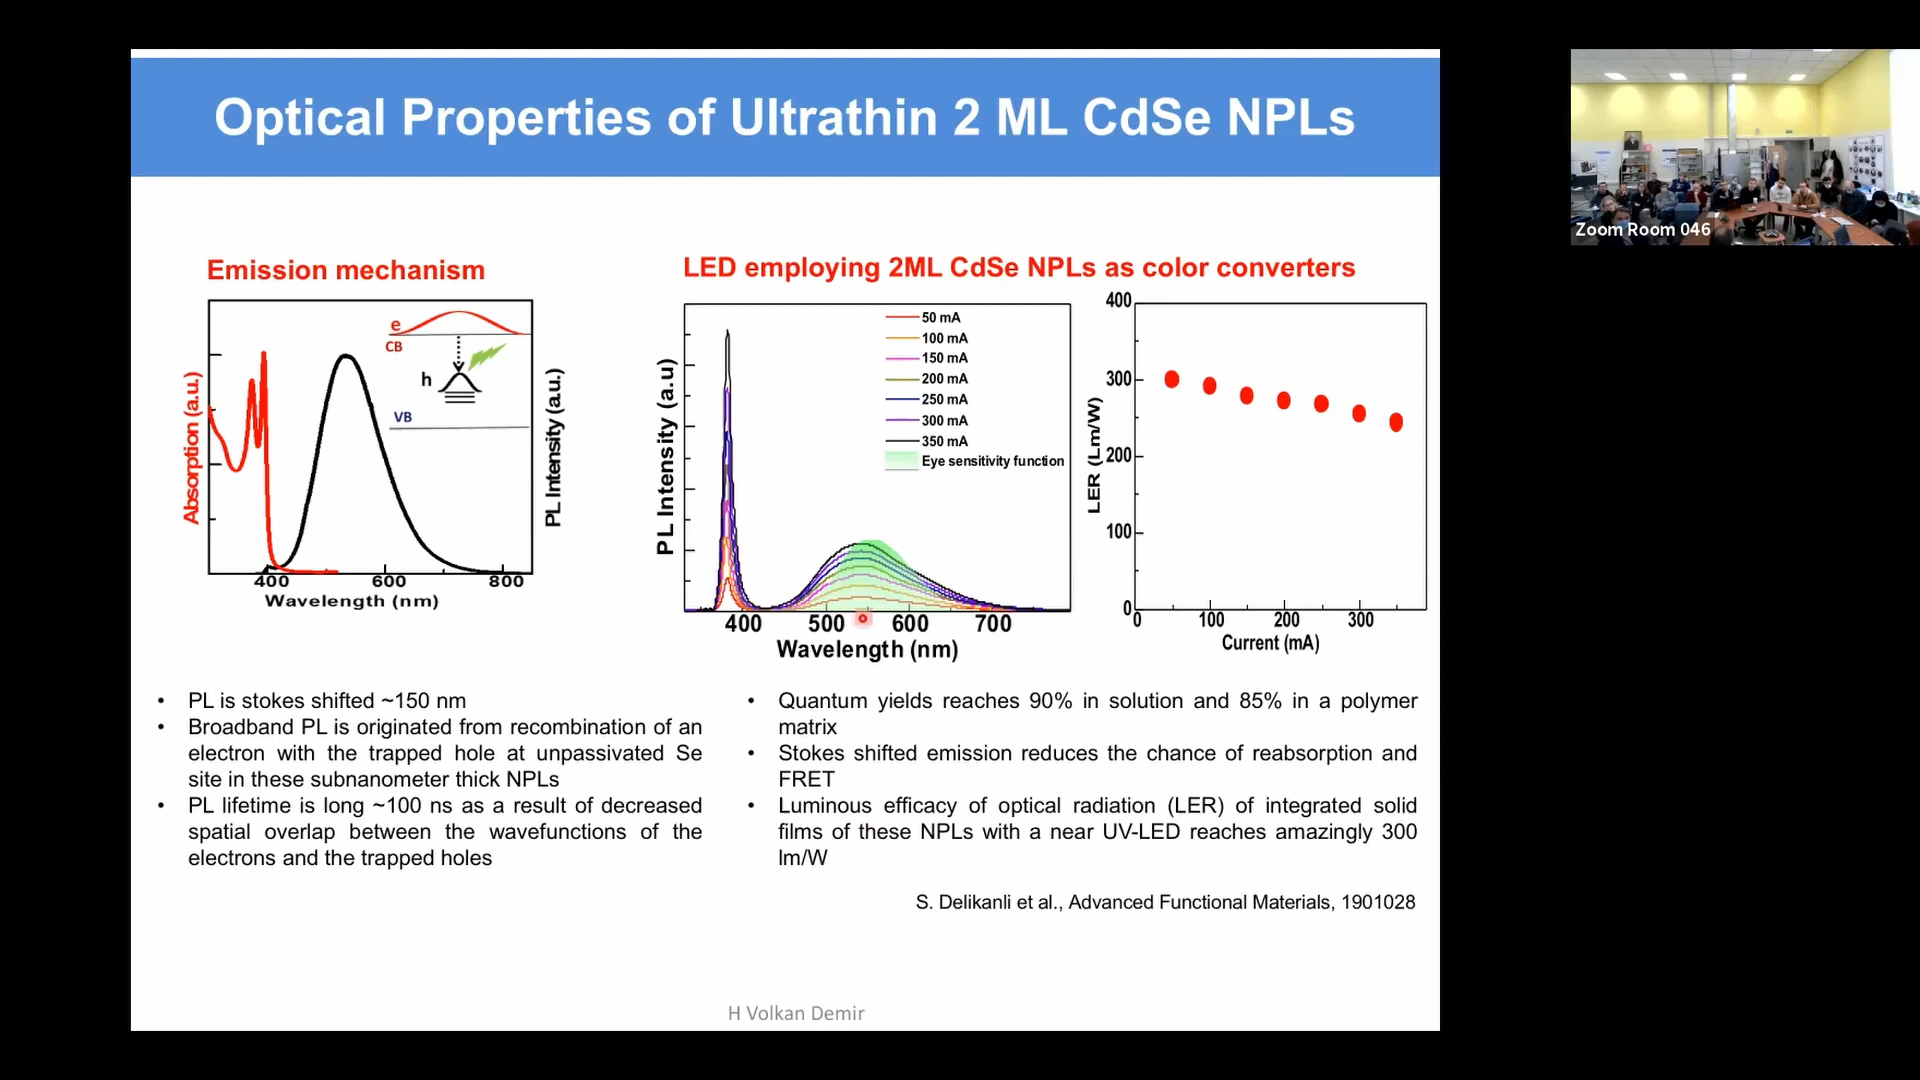 Optical Properties of Ultrathin 2 ML CdSe NPLs
Zoom Room 046
Emission mechanism
LED employing 2ML CdSe NPLs as color converters
Absorption (a.u.)
e
CB
h
VB
PL Intensity (a.u.)
400 600 800
Wavelength (nm)
PL Intensity (a.u)
50 mA
100 mA
150 mA
200 mA
250 mA
300 mA
350 mA
Eye sensitivity function
400 500 600 700
Wavelength (nm)
LER (Lm/W)
400
300
200
100
0
0 100 200 300
Current (mA)
• PL is stokes shifted ~150 nm
• Broadband PL is originated from recombination of an
electron with the trapped hole at unpassivated Se
site in these subnanometer thick NPLs
• PL lifetime is long ~100 ns as a result of decreased
spatial overlap between the wavefunctions of the
electrons and the trapped holes
• Quantum yields reaches 90% in solution and 85% in a polymer
matrix
• Stokes shifted emission reduces the chance of reabsorption and
FRET
• Luminous efficacy of optical radiation (LER) of integrated solid
films of these NPLs with a near UV-LED reaches amazingly 300
lm/W
S. Delikanli et al., Advanced Functional Materials, 1901028
H Volkan Demir